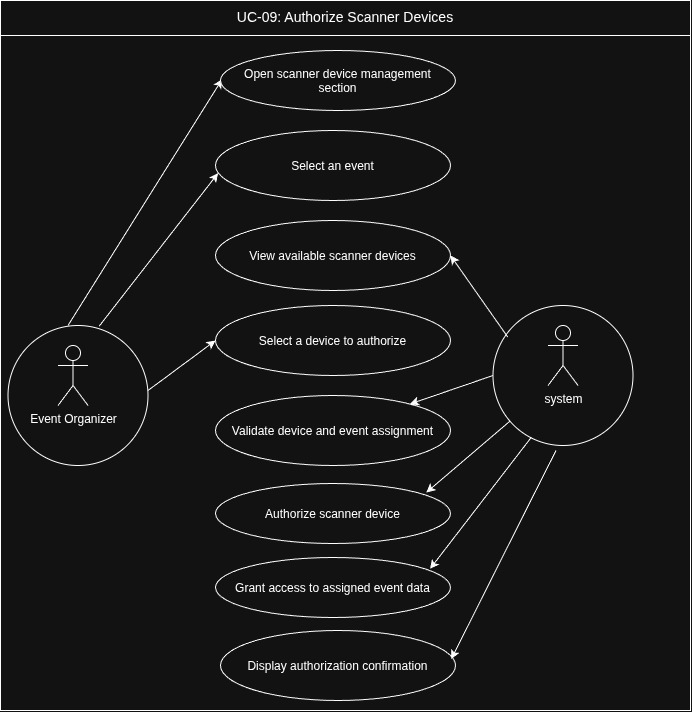 UC-09: Authorize Scanner Devices
Open scanner device management
section
Select an event
View available scanner devices
Select a device to authorize
Event Organizer
system
Validate device and event assignment
Authorize scanner device
Grant access to assigned event data
Display authorization confirmation